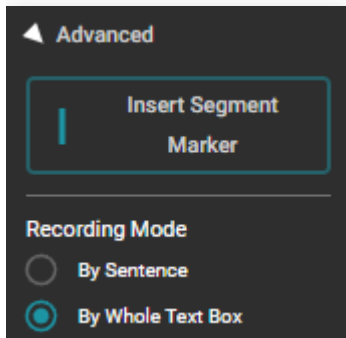 Advanced
Insert Segment
Marker
Recording Mode
By Sentence
By Whole Text Box